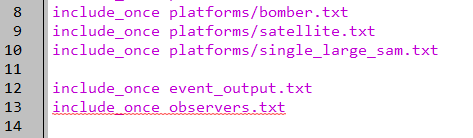 8 include_once platforms/bomber.txt
9 include_once platforms/satellite.txt
10 include_once platforms/single_large_sam.txt
11
12 include_once event_output.txt
13 include_once observers.txt
14